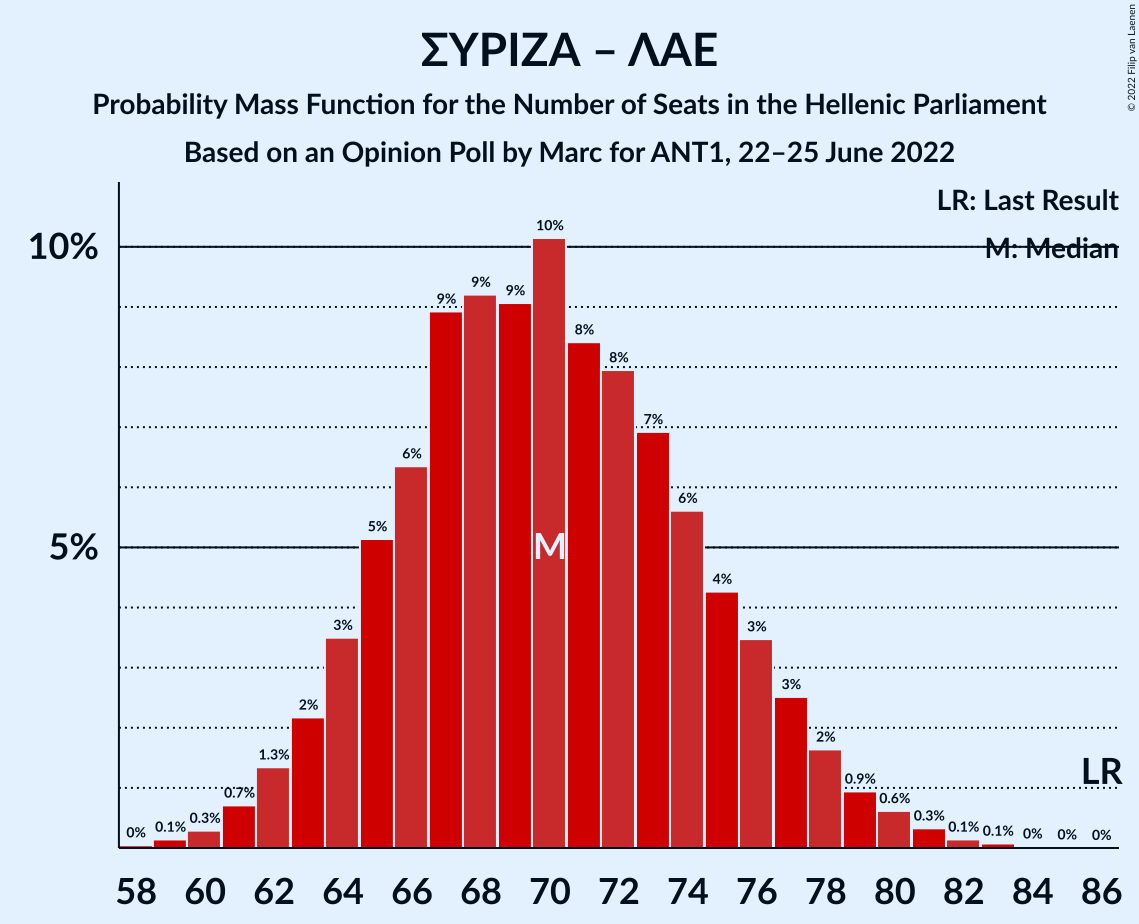 ΣΥΡΙΖΑ – ΛΑΕ
Probability Mass Function for the Number of Seats in the Hellenic Parliament
Based on an Opinion Poll by Marc for ANT1, 22–25 June 2022
© 2022 Filip van Laenen
LR: Last Result
M: Median
10%
5%
0% 0.1% 0.3% 0.7% 1.3% 2% 3% 5% 6% 9% 9% 9% 10% 8% 8% 7% 6% 4% 3% 3% 2% 0.9% 0.6% 0.3% 0.1% 0.1% 0% 0% 0%
M
LR
58 60 62 64 66 68 70 72 74 76 78 80 82 84 86